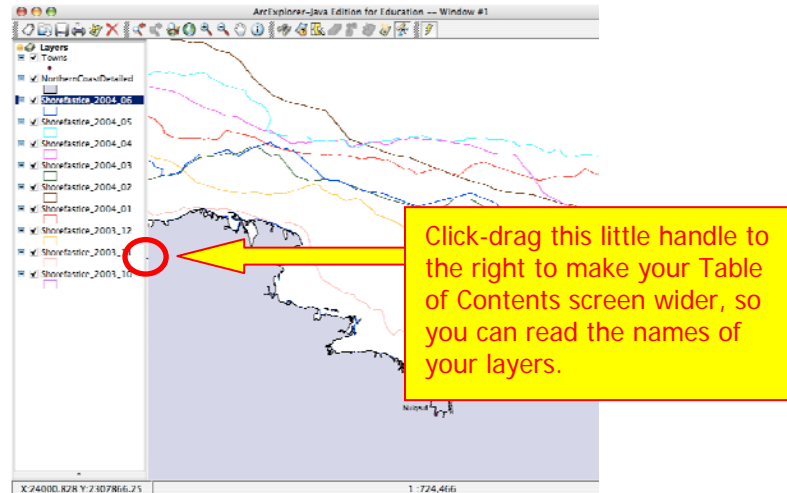 ArcExplorer-Java Edition for Education -- Window #1
Layers
Towns
NorthernCoastDetailed
Shorefastice_2004_06
Shorefastice_2004_05
Shorefastice_2004_04
Shorefastice_2004_03
Shorefastice_2004_02
Shorefastice_2004_01
Shorefastice_2003_12
Shorefastice_2003_11
Shorefastice_2003_10
Click-drag this little handle to
the right to make your Table
of Contents screen wider, so
you can read the names of
your layers.
X:24000.828 Y:2307866.25
1 :724,466